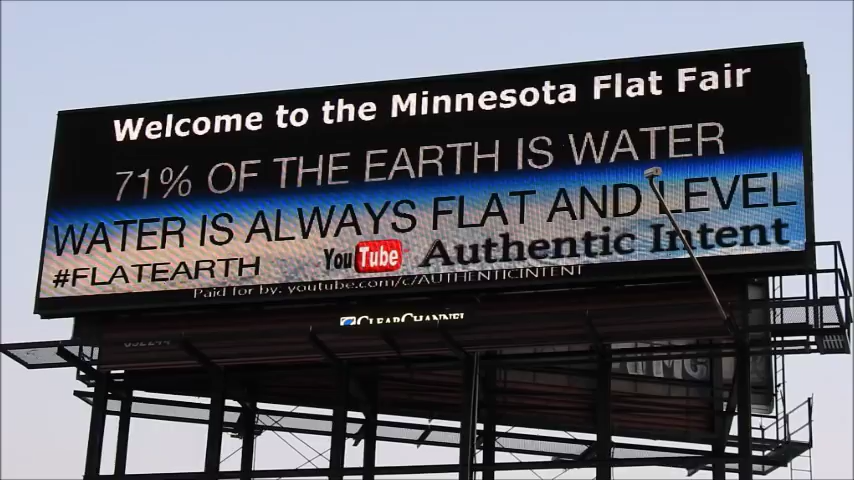 Welcome to the Minnesota Flat Fair
71% OF THE EARTH IS WATER
WATER IS ALWAYS FLAT AND LEVEL
#FLATEARTH YouTube Authentic Intent
Paid for by: youtube.com/c/AUTHENTICINTENT
CLEARCHANNEL